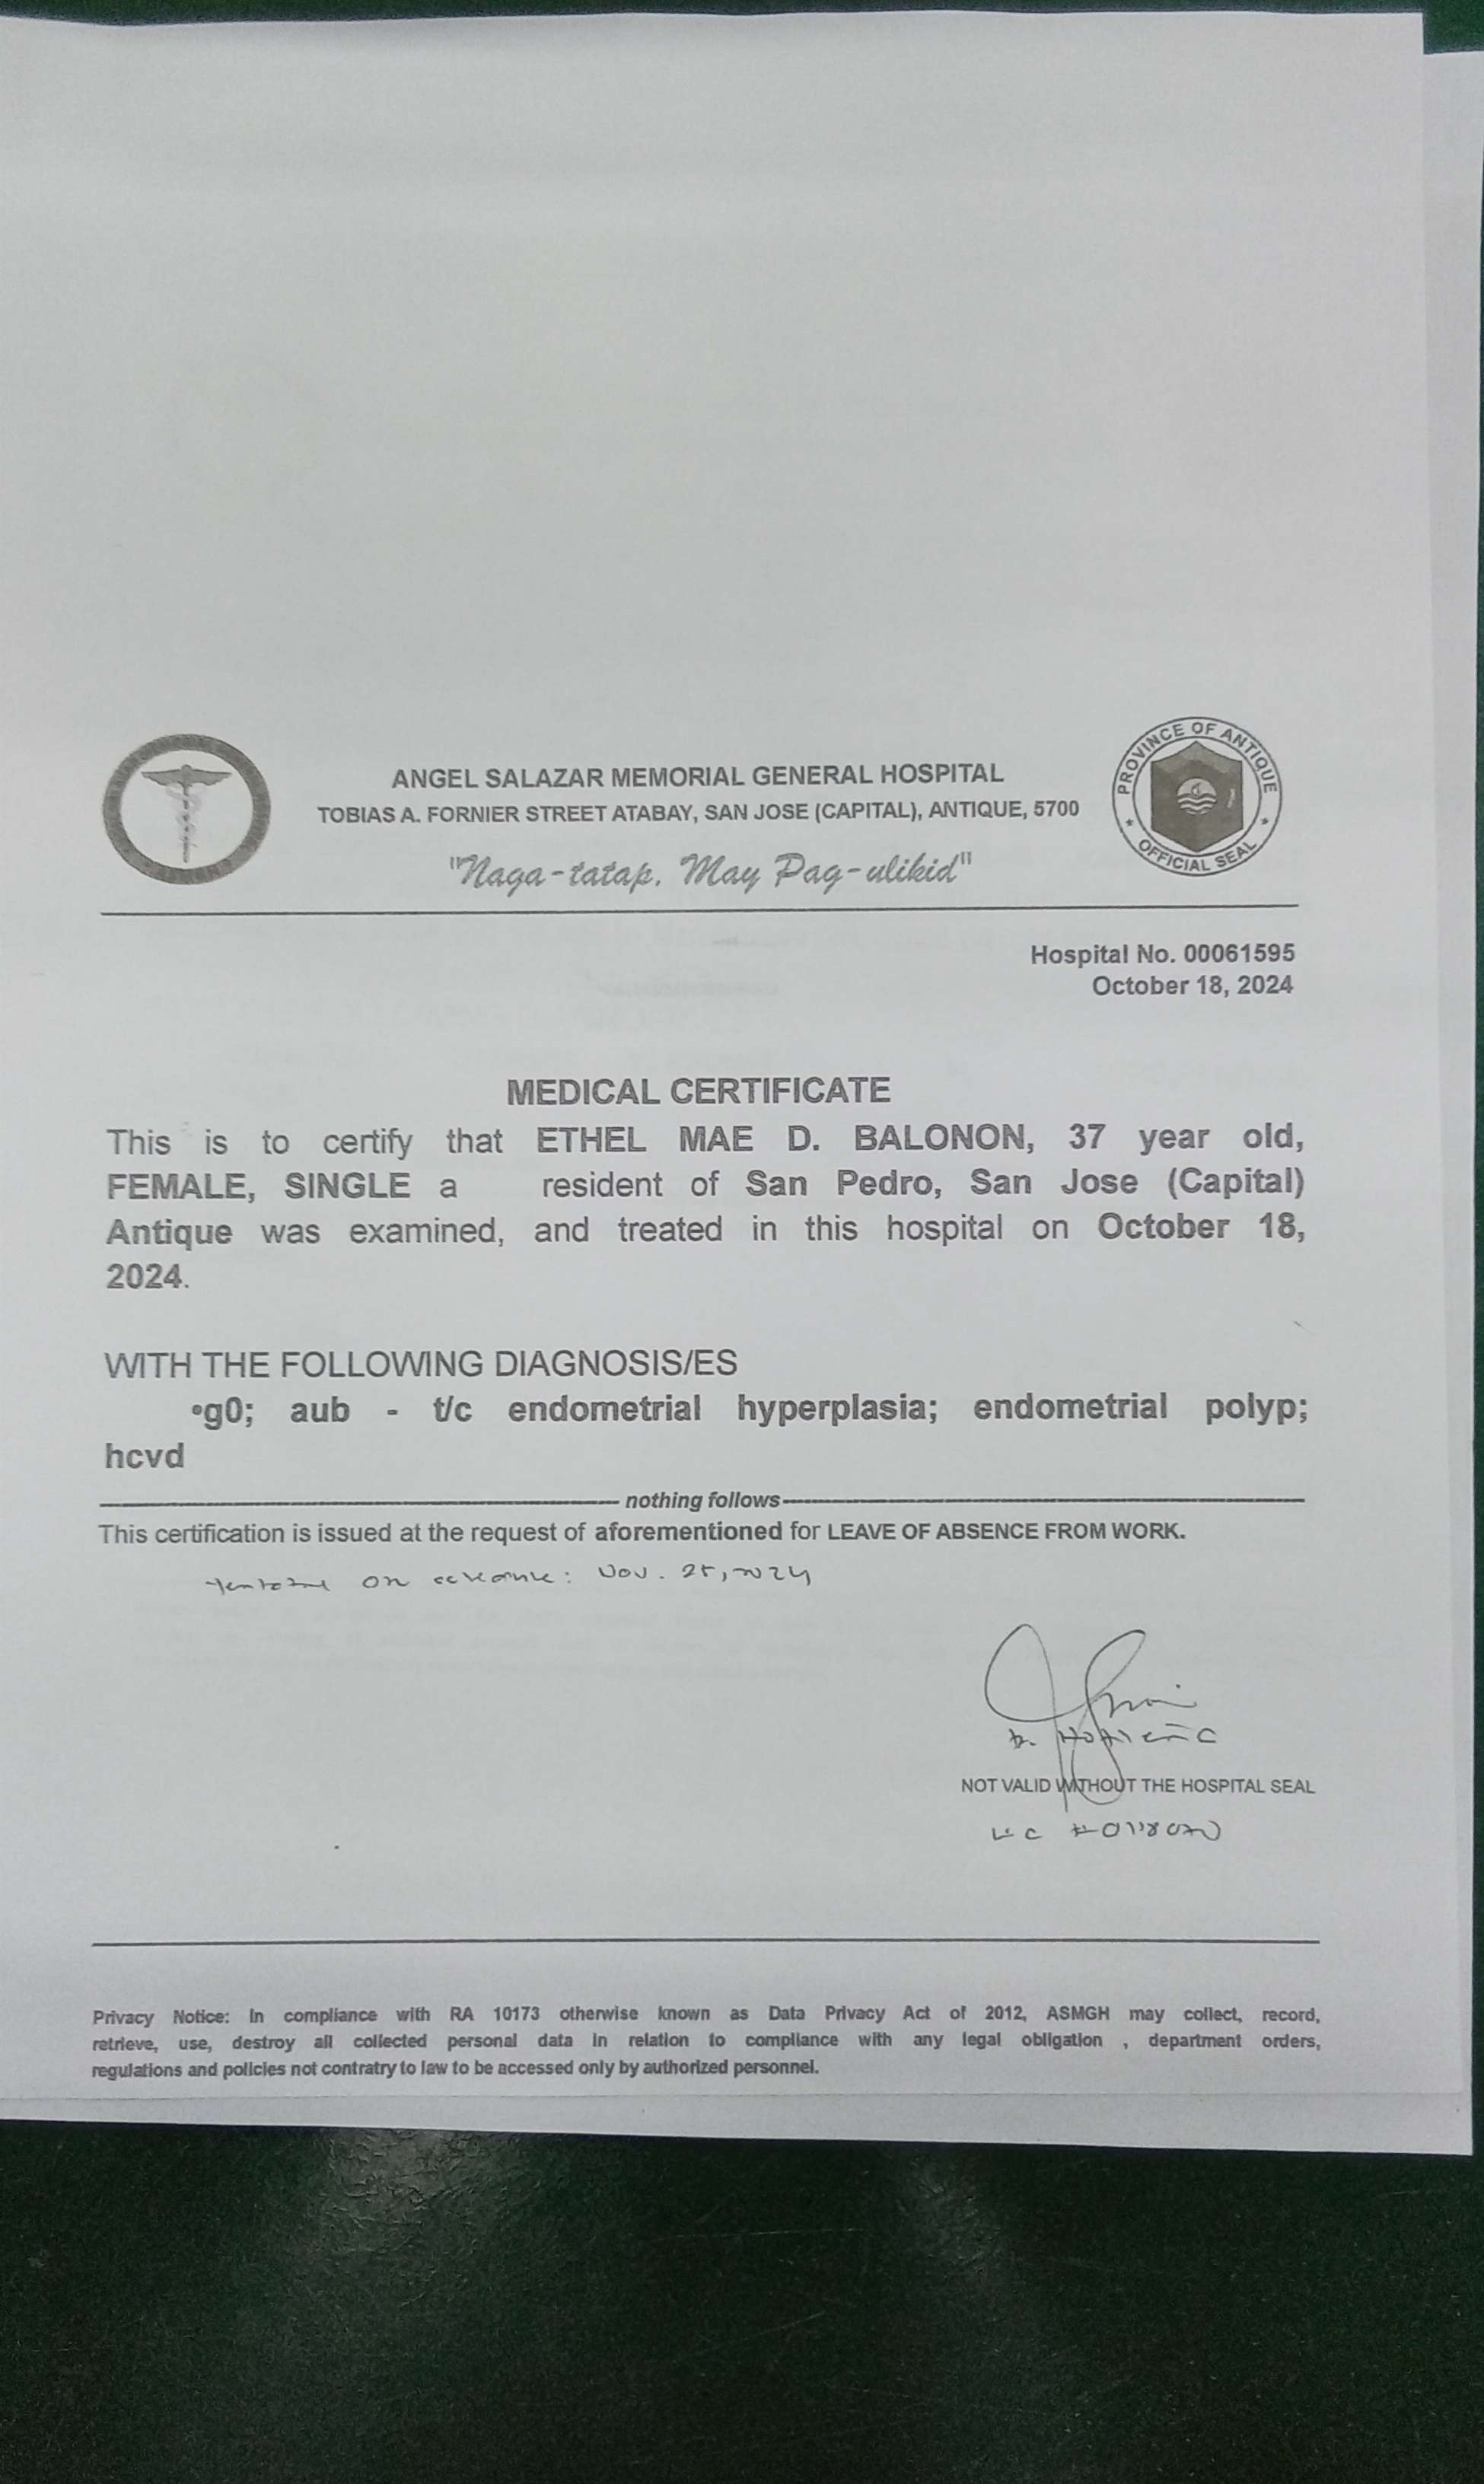 ANGEL SALAZAR MEMORIAL GENERAL HOSPITAL
TOBIAS A. FORNIER STREET ATABAY, SAN JOSE (CAPITAL), ANTIQUE, 5700
"Naga-tatap, May Pag-ulikid"
PROVINCE OF ANTIQUE
★ OFFICIAL SEAL ★
Hospital No. 00061595
October 18, 2024
MEDICAL CERTIFICATE
This is to certify that ETHEL MAE D. BALONON, 37 year old,
FEMALE, SINGLE a resident of San Pedro, San Jose (Capital)
Antique was examined, and treated in this hospital on October 18,
2024.
WITH THE FOLLOWING DIAGNOSIS/ES
•g0; aub - t/c endometrial hyperplasia; endometrial polyp;
hcvd
nothing follows
This certification is issued at the request of aforementioned for LEAVE OF ABSENCE FROM WORK.
OR : Nov. 25, 2024
NOT VALID WITHOUT THE HOSPITAL SEAL
Privacy Notice: In compliance with RA 10173 otherwise known as Data Privacy Act of 2012, ASMGH may collect, record,
retrieve, use, destroy all collected personal data in relation to compliance with any legal obligation , department orders,
regulations and policies not contratry to law to be accessed only by authorized personnel.